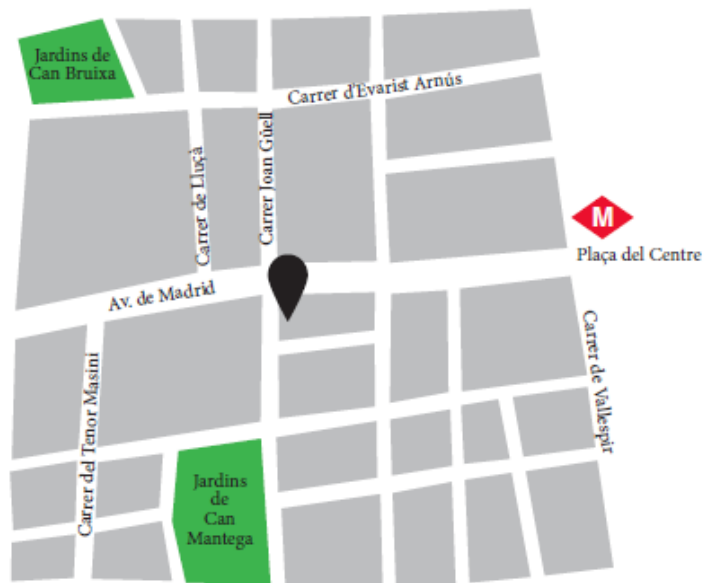 Jardins de
Can Bruixa
Carrer d'Evarist Arnús
Carrer Joan Güell
Carrer de Lluçà
M
Plaça del Centre
Av. de Madrid
Carrer de Vallespir
Carrer del Tenor Masini
Jardins
de
Can
Mantega